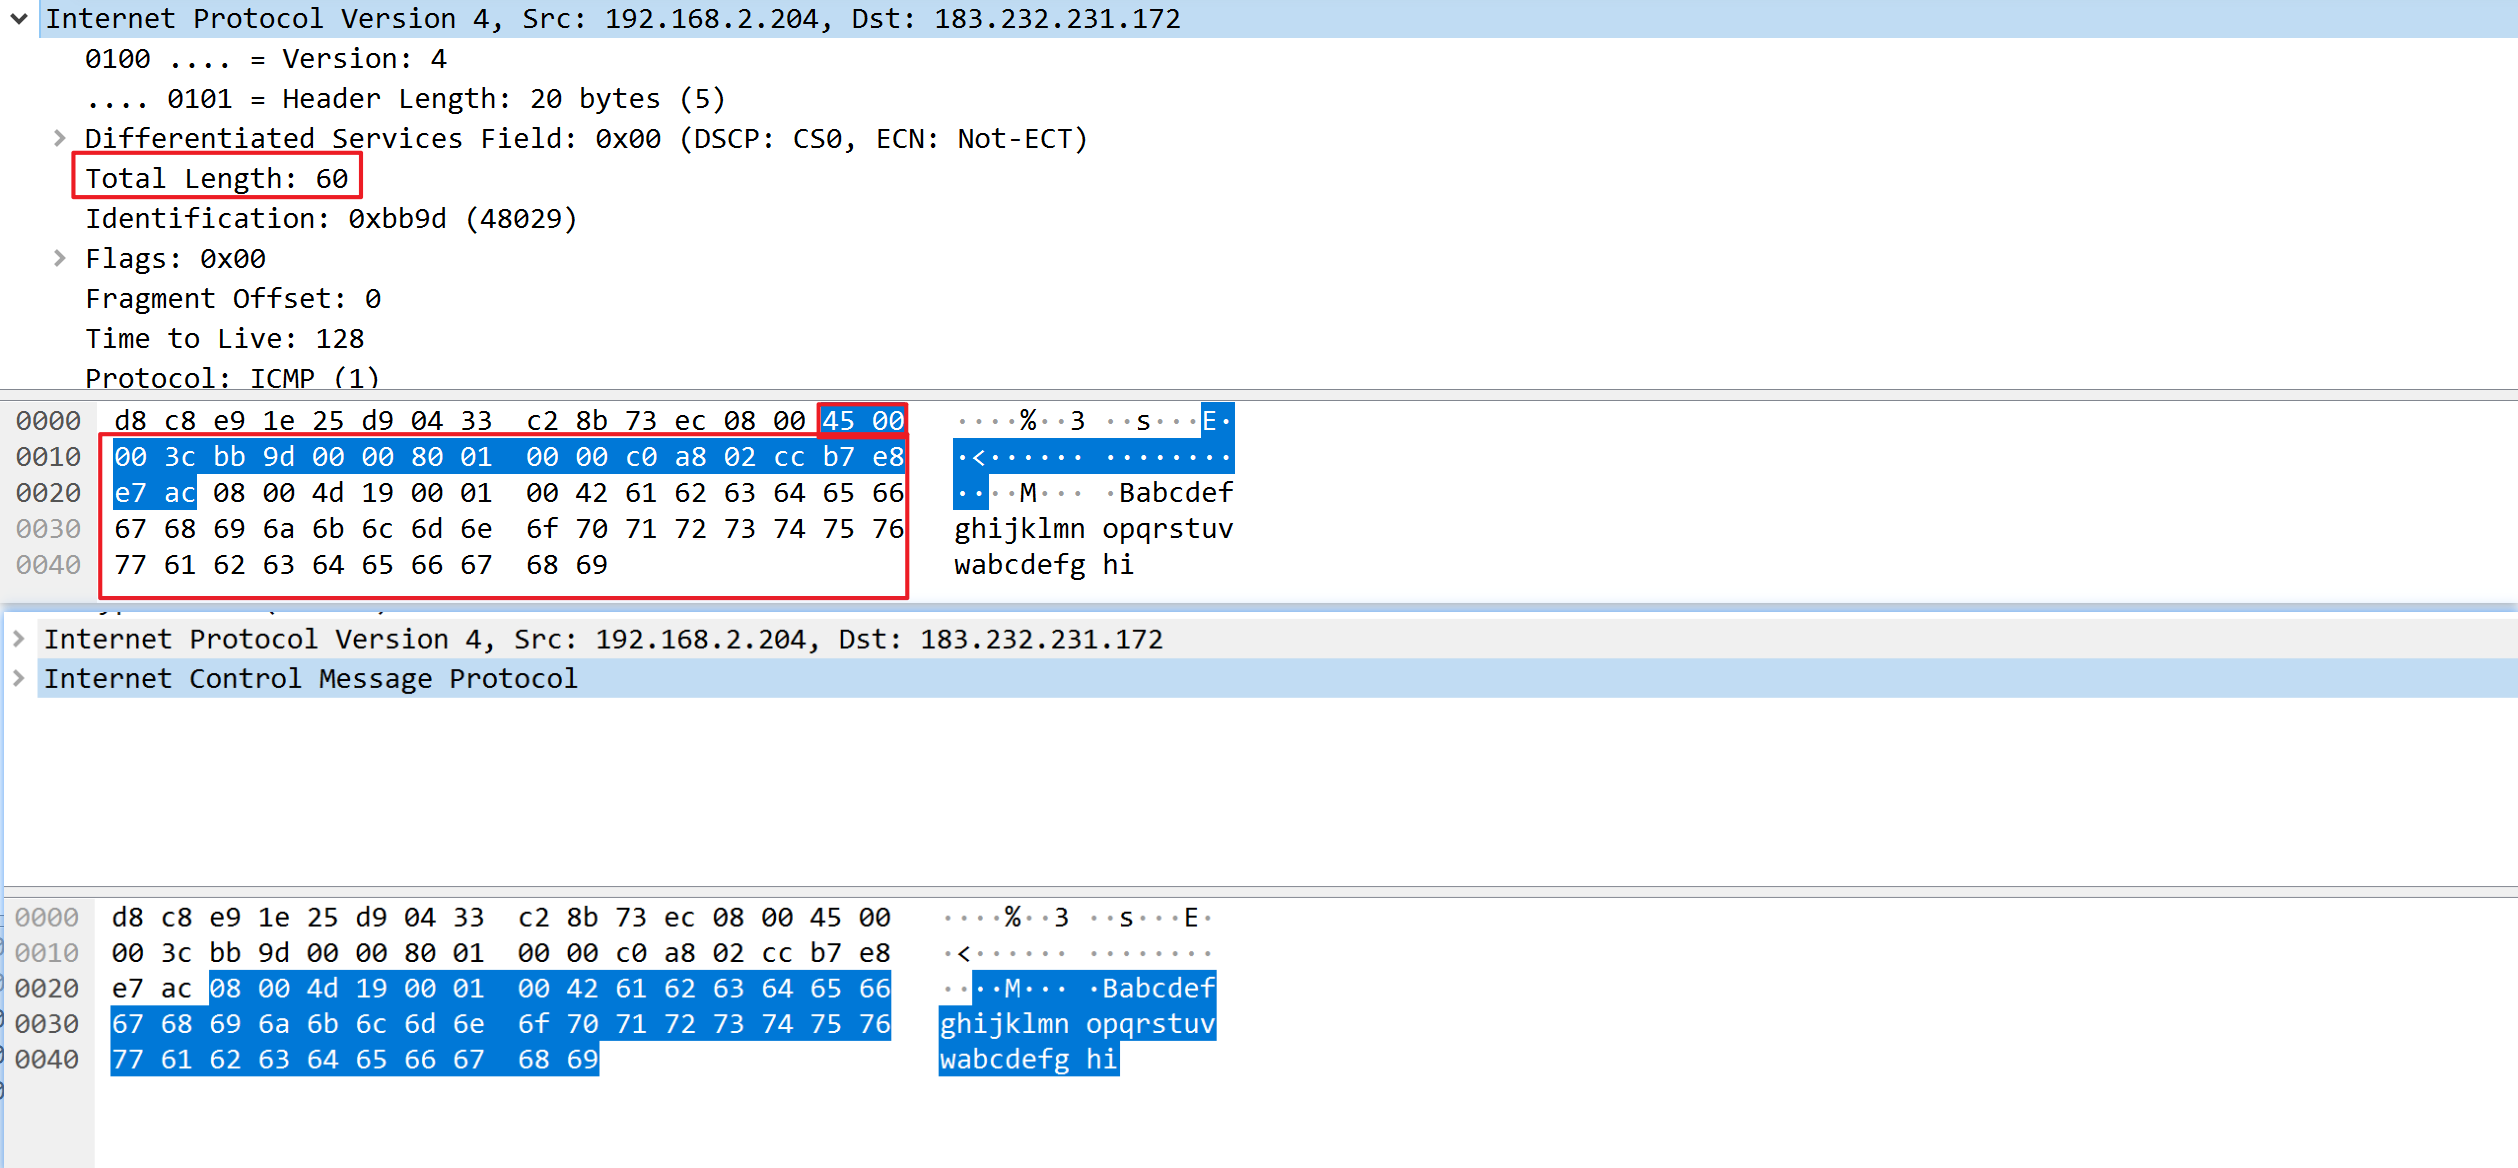 Internet Protocol Version 4, Src: 192.168.2.204, Dst: 183.232.231.172
0100 .... = Version: 4
.... 0101 = Header Length: 20 bytes (5)
Differentiated Services Field: 0x00 (DSCP: CS0, ECN: Not-ECT)
Total Length: 60
Identification: 0xbb9d (48029)
Flags: 0x00
Fragment Offset: 0
Time to Live: 128
Protocol: ICMP (1)
0000 d8 c8 e9 1e 25 d9 04 33 c2 8b 73 ec 08 00 45 00 ····%··3 ··s···E·
0010 00 3c bb 9d 00 00 80 01 00 00 c0 a8 02 cc b7 e8 ·<······ ········
0020 e7 ac 08 00 4d 19 00 01 00 42 61 62 63 64 65 66 ····M··· ·Babcdef
0030 67 68 69 6a 6b 6c 6d 6e 6f 70 71 72 73 74 75 76 ghijklmn opqrstuv
0040 77 61 62 63 64 65 66 67 68 69 wabcdefg hi
Internet Protocol Version 4, Src: 192.168.2.204, Dst: 183.232.231.172
Internet Control Message Protocol
0000 d8 c8 e9 1e 25 d9 04 33 c2 8b 73 ec 08 00 45 00 ····%··3 ··s···E·
0010 00 3c bb 9d 00 00 80 01 00 00 c0 a8 02 cc b7 e8 ·<······ ········
0020 e7 ac 08 00 4d 19 00 01 00 42 61 62 63 64 65 66 ····M··· ·Babcdef
0030 67 68 69 6a 6b 6c 6d 6e 6f 70 71 72 73 74 75 76 ghijklmn opqrstuv
0040 77 61 62 63 64 65 66 67 68 69 wabcdefg hi